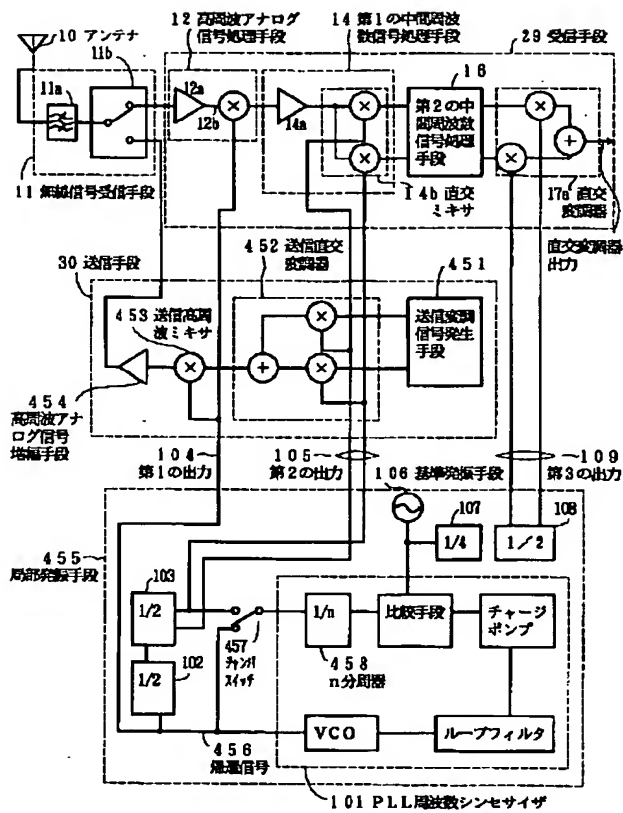 10 アンテナ
11b
11a
11 無線信号受信手段
12 高周波アナログ
信号処理手段
12a
12b
14 第1の中間周波
数信号処理手段
14a
14b 直交
ミキサ
29 受信手段
16
第2の中
間周波数
信号処理
手段
17a 直交
変調器
直交変調器
出力
30 送信手段
452 送信直交
変調器
451
送信変調
信号発生
手段
453 送信高周
波ミキサ
454
高周波アナ
ログ信号
増幅手段
104
第1の出力
105
第2の出力
106 基準発振手段
109
第3の出力
107
1/4
108
1/2
455
局部発振手段
103
1/2
102
1/2
457
チャンバ
スイッチ
1/n
458
n分周器
比較手段
チャージ
ポンプ
VCO
ループフィルタ
456
帰還信号
101 PLL周波数シンセサイザ